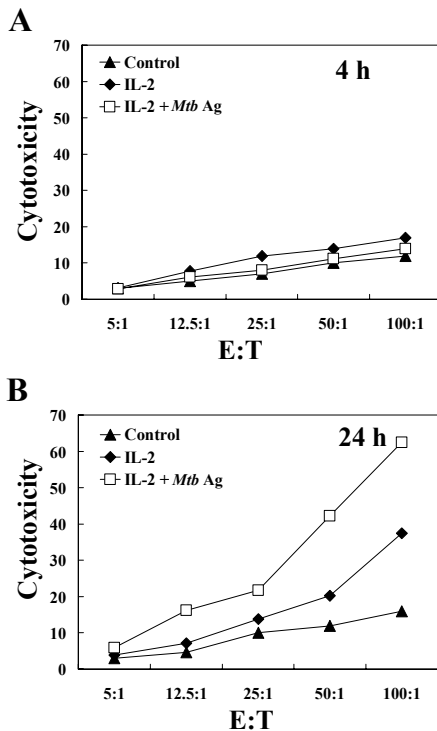 A
70
60
50
40
30
20
10
0
Cytotoxicity
Control
IL-2
IL-2 + Mtb Ag
4 h
5:1 12.5:1 25:1 50:1 100:1
E:T
B
70
60
50
40
30
20
10
0
Cytotoxicity
Control
IL-2
IL-2 + Mtb Ag
24 h
5:1 12.5:1 25:1 50:1 100:1
E:T